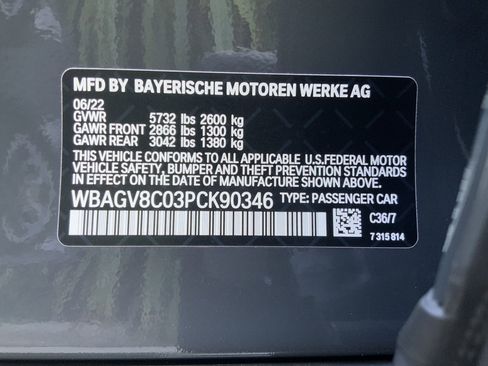 MFD BY BAYERISCHE MOTOREN WERKE AG
06/22
GVWR 5732 lbs 2600 kg
GAWR FRONT 2866 lbs 1300 kg
GAWR REAR 3042 lbs 1380 kg
THIS VEHICLE CONFORMS TO ALL APPLICABLE U.S.FEDERAL MOTOR
VEHICLE SAFETY, BUMPER AND THEFT PREVENTION STANDARDS
IN EFFECT ON THE DATE OF MANUFACTURE SHOWN ABOVE.
WBAGV8C03PCK90346 TYPE: PASSENGER CAR
C36/7
7 315 814